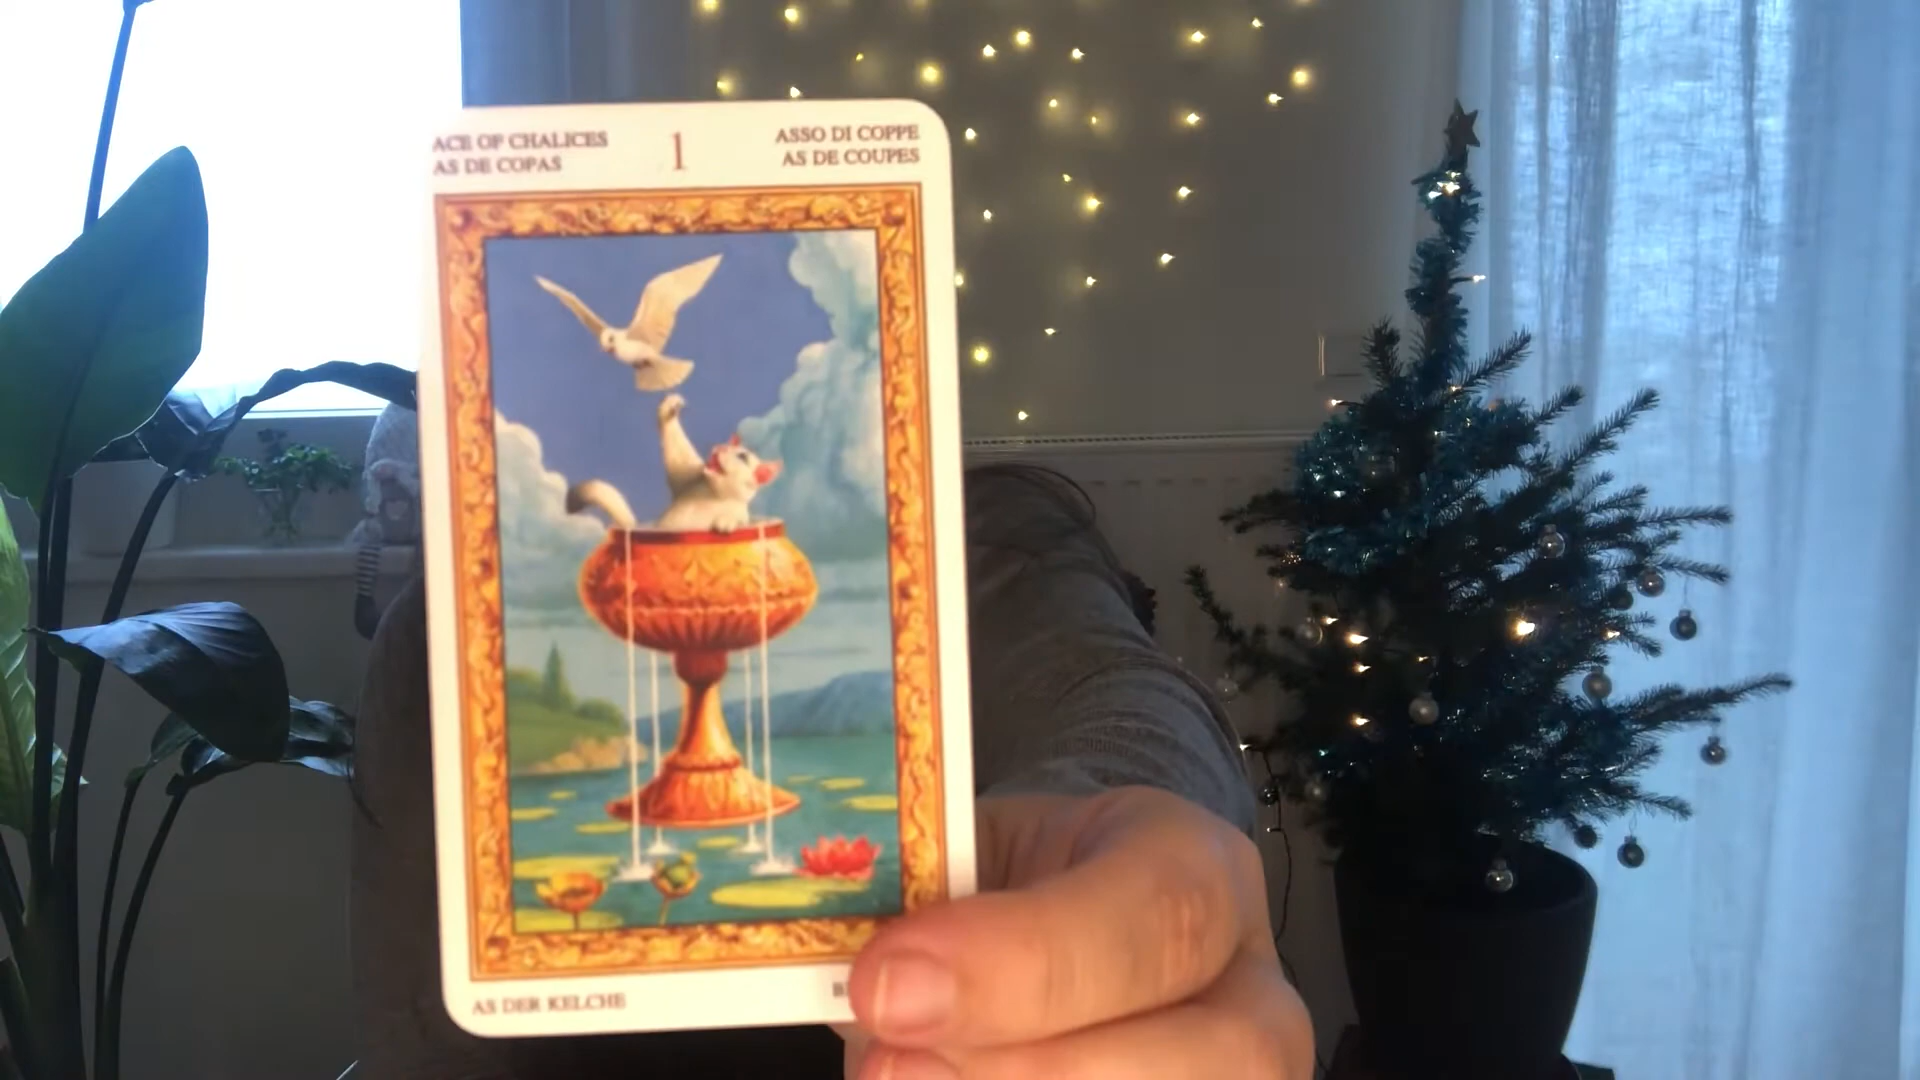 ACE OF CHALICES
AS DE COPAS
1
ASSO DI COPPE
AS DE COUPES
AS DER KELCHE